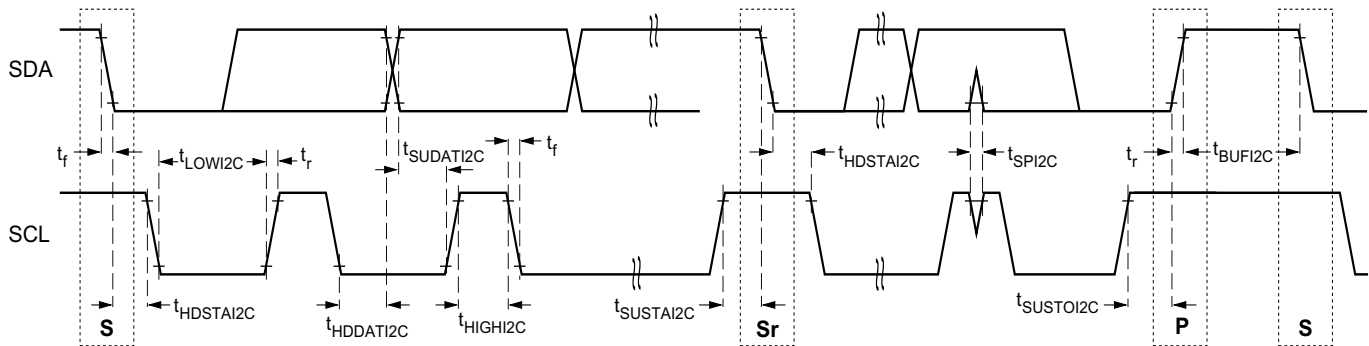 SDA
t_f
t_LOWI2C
t_r
t_SUDATI2C
t_f
t_HDSTAI2C
t_SPI2C
t_r
t_BUFI2C
SCL
t_HDSTAI2C
t_HDDATI2C
t_HIGHI2C
t_SUSTAI2C
t_SUSTOI2C
S
Sr
P
S